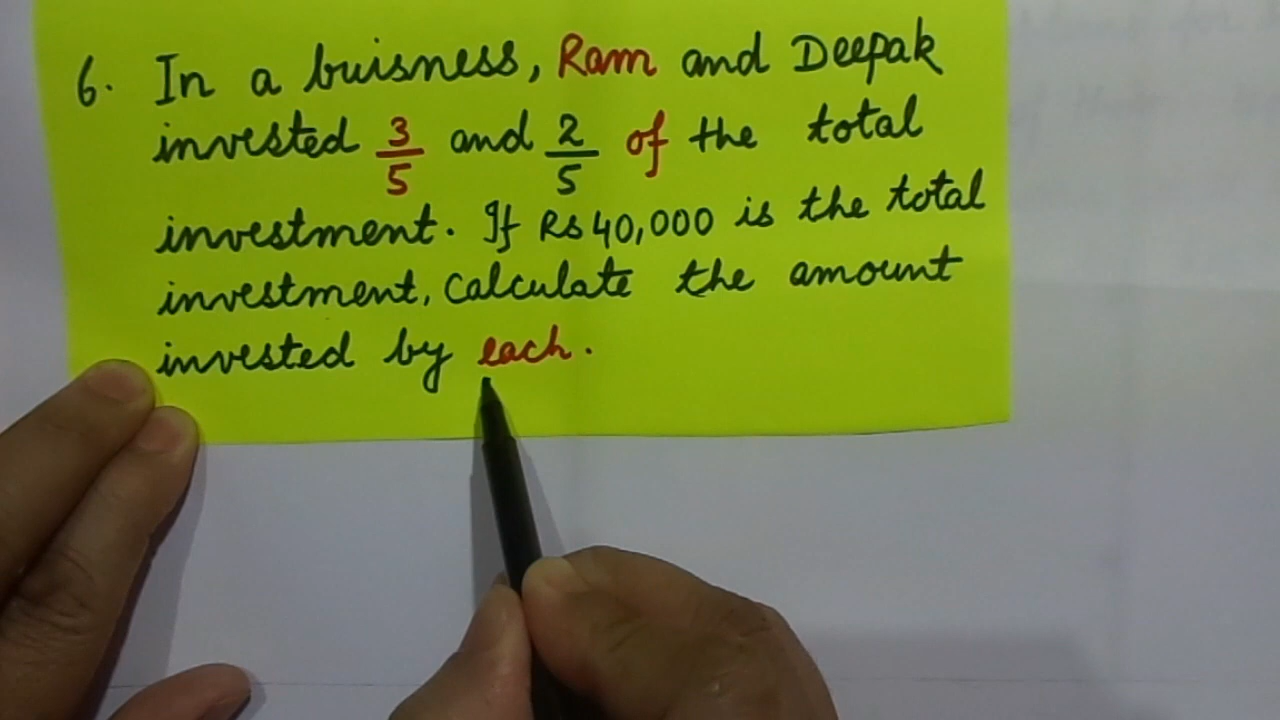 6. In a buisness, Ram and Deepak
invested 3/5 and 2/5 of the total
investment. If Rs 40,000 is the total
investment, calculate the amount
invested by each.